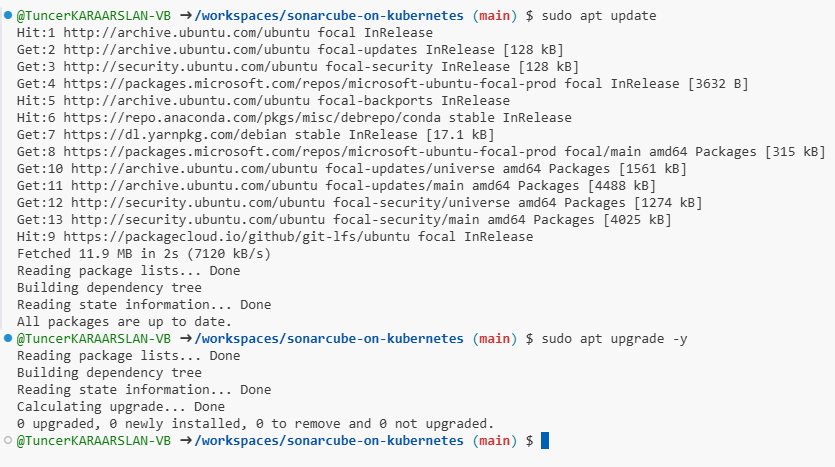 @TuncerKARAARSLAN-VB ➜/workspaces/sonarcube-on-kubernetes (main) $ sudo apt update
Hit:1 http://archive.ubuntu.com/ubuntu focal InRelease
Get:2 http://archive.ubuntu.com/ubuntu focal-updates InRelease [128 kB]
Get:3 http://security.ubuntu.com/ubuntu focal-security InRelease [128 kB]
Get:4 https://packages.microsoft.com/repos/microsoft-ubuntu-focal-prod focal InRelease [3632 B]
Hit:5 http://archive.ubuntu.com/ubuntu focal-backports InRelease
Hit:6 https://repo.anaconda.com/pkgs/misc/debrepo/conda stable InRelease
Get:7 https://dl.yarnpkg.com/debian stable InRelease [17.1 kB]
Get:8 https://packages.microsoft.com/repos/microsoft-ubuntu-focal-prod focal/main amd64 Packages [315 kB]
Get:10 http://archive.ubuntu.com/ubuntu focal-updates/universe amd64 Packages [1561 kB]
Get:11 http://archive.ubuntu.com/ubuntu focal-updates/main amd64 Packages [4488 kB]
Get:12 http://security.ubuntu.com/ubuntu focal-security/universe amd64 Packages [1274 kB]
Get:13 http://security.ubuntu.com/ubuntu focal-security/main amd64 Packages [4025 kB]
Hit:9 https://packagecloud.io/github/git-lfs/ubuntu focal InRelease
Fetched 11.9 MB in 2s (7120 kB/s)
Reading package lists... Done
Building dependency tree
Reading state information... Done
All packages are up to date.
@TuncerKARAARSLAN-VB ➜/workspaces/sonarcube-on-kubernetes (main) $ sudo apt upgrade -y
Reading package lists... Done
Building dependency tree
Reading state information... Done
Calculating upgrade... Done
0 upgraded, 0 newly installed, 0 to remove and 0 not upgraded.
@TuncerKARAARSLAN-VB ➜/workspaces/sonarcube-on-kubernetes (main) $